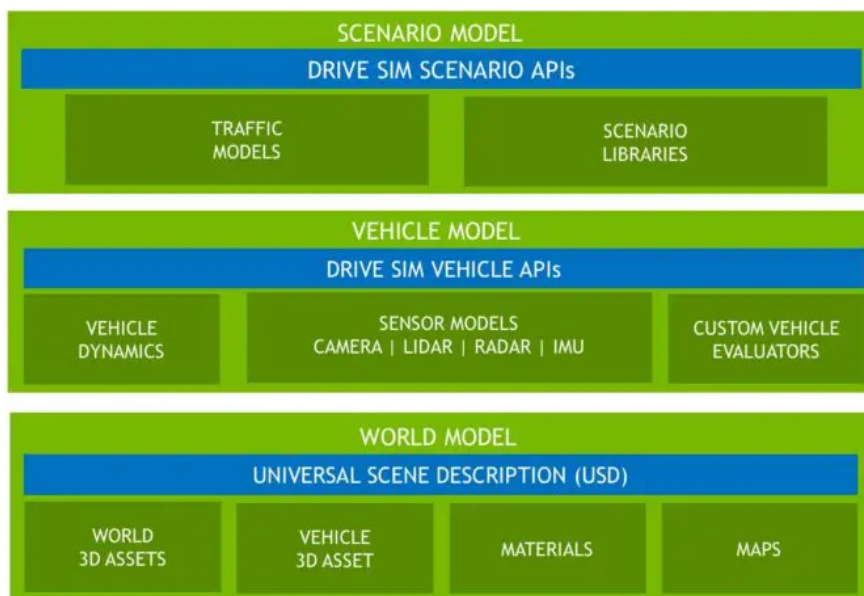 SCENARIO MODEL
DRIVE SIM SCENARIO APIs
TRAFFIC
MODELS
SCENARIO
LIBRARIES
VEHICLE MODEL
DRIVE SIM VEHICLE APIs
VEHICLE
DYNAMICS
SENSOR MODELS
CAMERA | LIDAR | RADAR | IMU
CUSTOM VEHICLE
EVALUATORS
WORLD MODEL
UNIVERSAL SCENE DESCRIPTION (USD)
WORLD
3D ASSETS
VEHICLE
3D ASSET
MATERIALS
MAPS